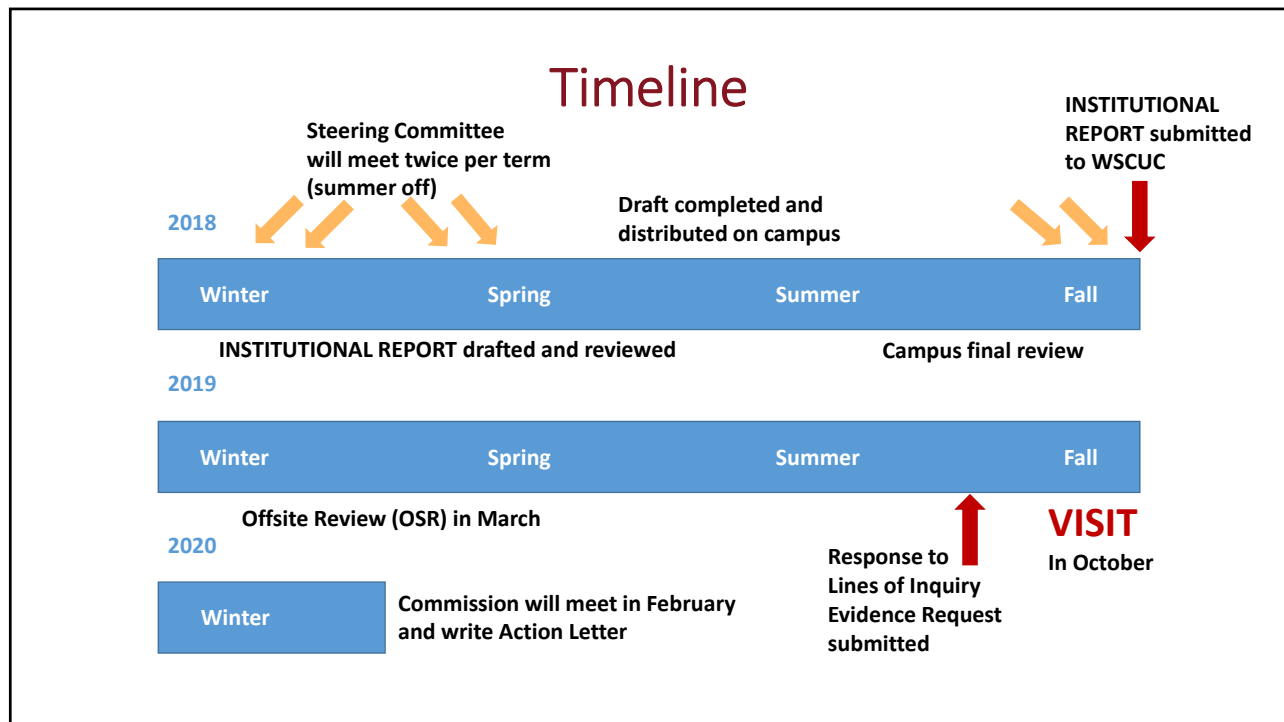 Timeline
Steering Committee
will meet twice per term
(summer off)
INSTITUTIONAL
REPORT submitted
to WSCUC
2018
Draft completed and
distributed on campus
Winter Spring Summer Fall
INSTITUTIONAL REPORT drafted and reviewed
Campus final review
2019
Winter Spring Summer Fall
Offsite Review (OSR) in March
Response to
Lines of Inquiry
Evidence Request
submitted
VISIT
In October
2020
Winter
Commission will meet in February
and write Action Letter